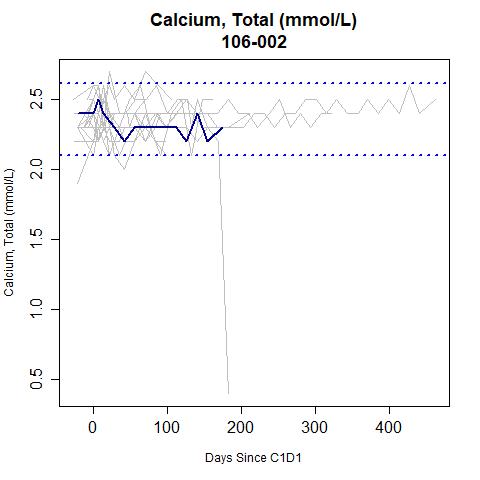 Calcium, Total (mmol/L)
106-002
Calcium, Total (mmol/L)
2.5
2.0
1.5
1.0
0.5
0 100 200 300 400
Days Since C1D1